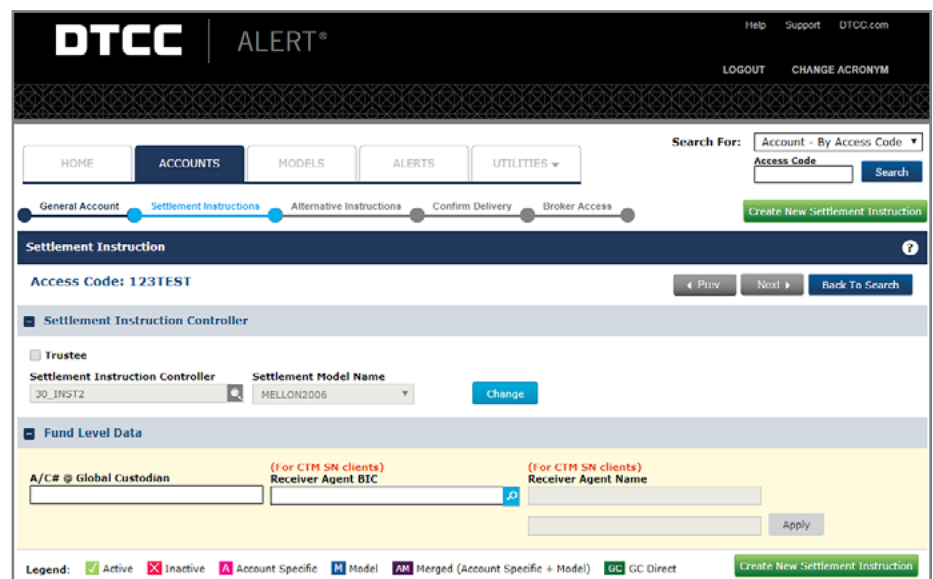 Help Support DTCC.com
DTCC ALERT®
LOGOUT CHANGE ACRONYM
Search For: Account - By Access Code
HOME ACCOUNTS MODELS ALERTS UTILITIES
Access Code
Search
General Account Settlement Instructions Alternative Instructions Confirm Delivery Broker Access
Create New Settlement Instruction
Settlement Instruction ?
Access Code: 123TEST
Prev Next Back To Search
Settlement Instruction Controller
Trustee
Settlement Instruction Controller Settlement Model Name
30_INST2 MELLON2006 Change
Fund Level Data
(For CTM SN clients) (For CTM SN clients)
A/C# @ Global Custodian Receiver Agent BIC Receiver Agent Name
Apply
Legend: Active Inactive A Account Specific M Model AM Merged (Account Specific + Model) GC GC Direct Create New Settlement Instruction